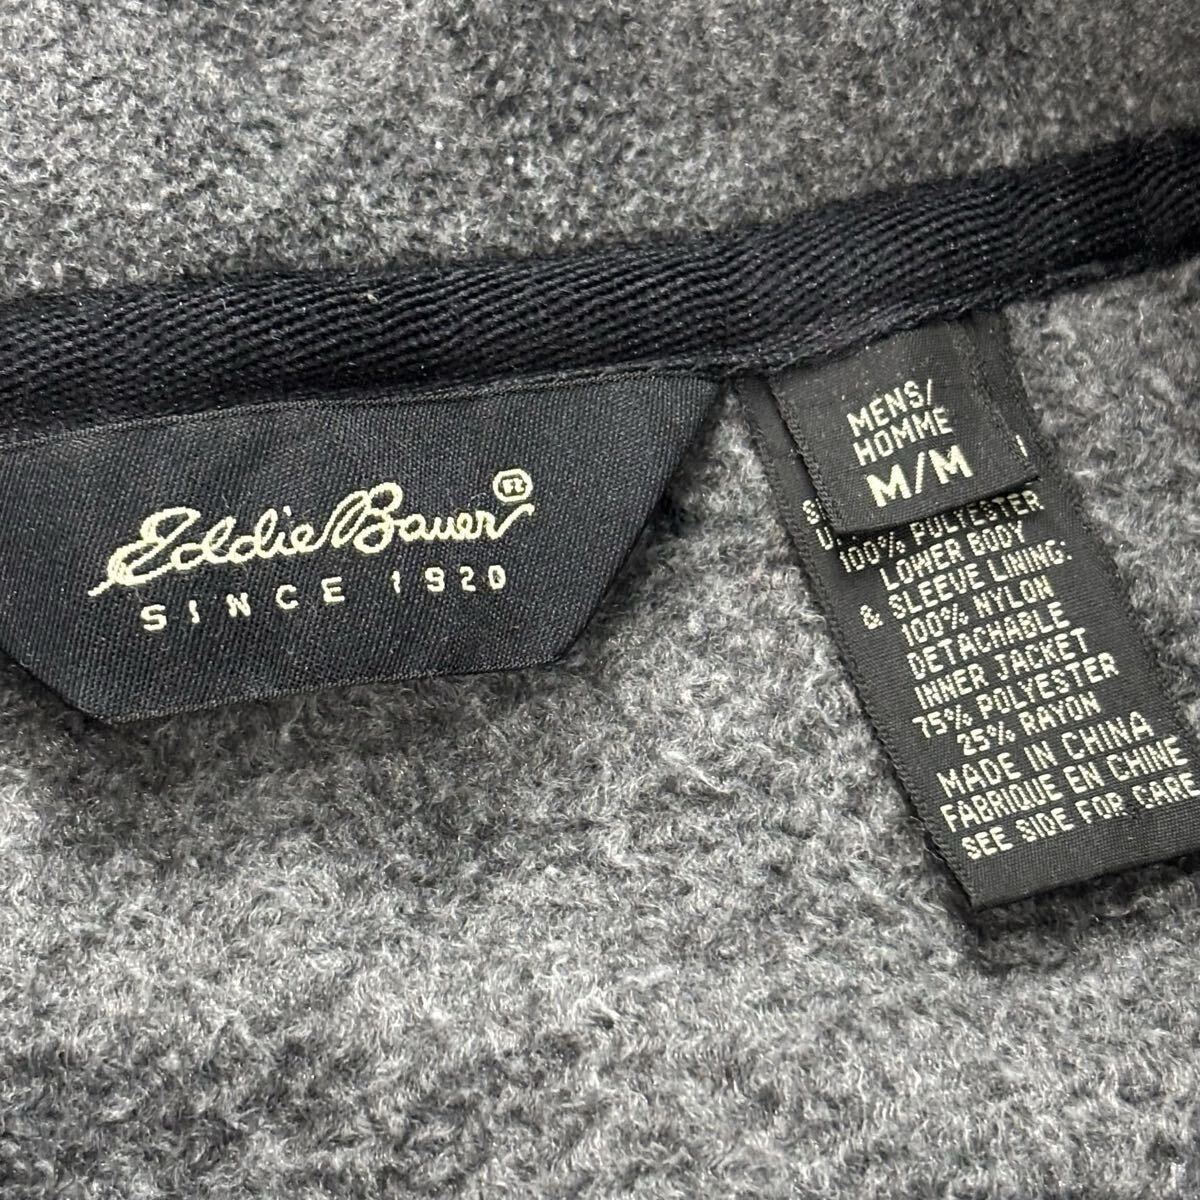 Eddie Bauer
SINCE 1920
MENS/
HOMME
M/M
100% POLYESTER
LOWER BODY
& SLEEVE LINING:
100% NYLON
DETACHABLE
INNER JACKET
75% POLYESTER
25% RAYON
MADE IN CHINA
FABRIQUE EN CHINE
SEE SIDE FOR CARE